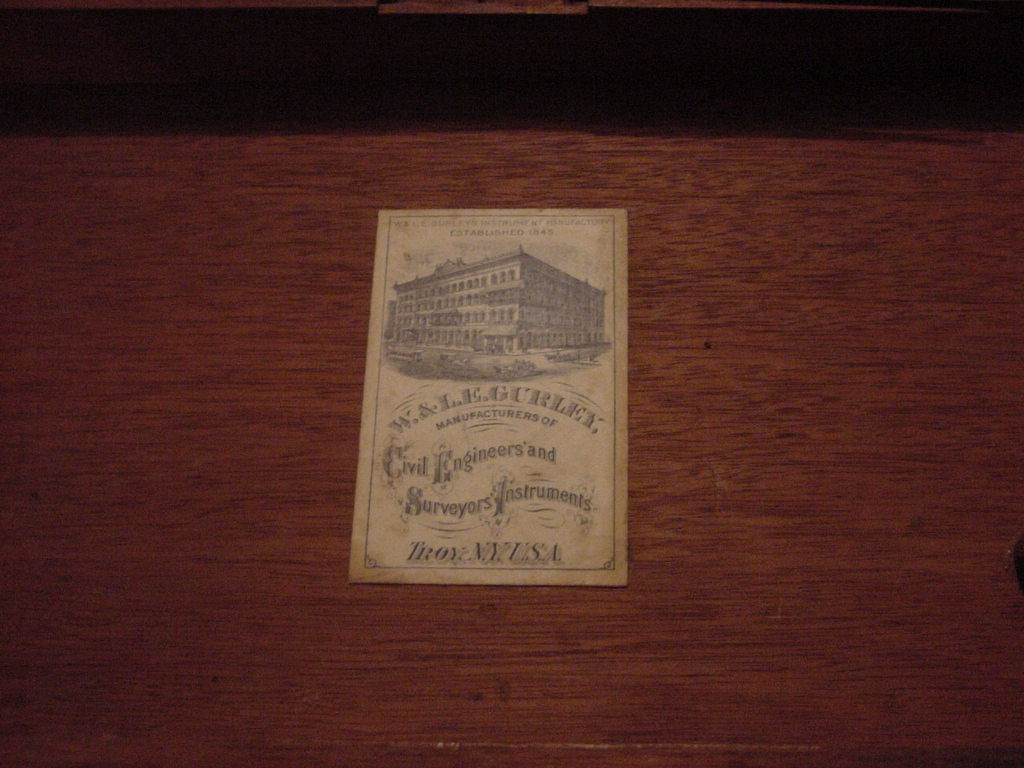 W. & L.E. GURLEY'S INSTRUMENT MANUFACTORY
ESTABLISHED 1845.
W. & L.E. GURLEY,
MANUFACTURERS OF
Civil Engineers' and
Surveyors' Instruments
TROY, N.Y. U.S.A.